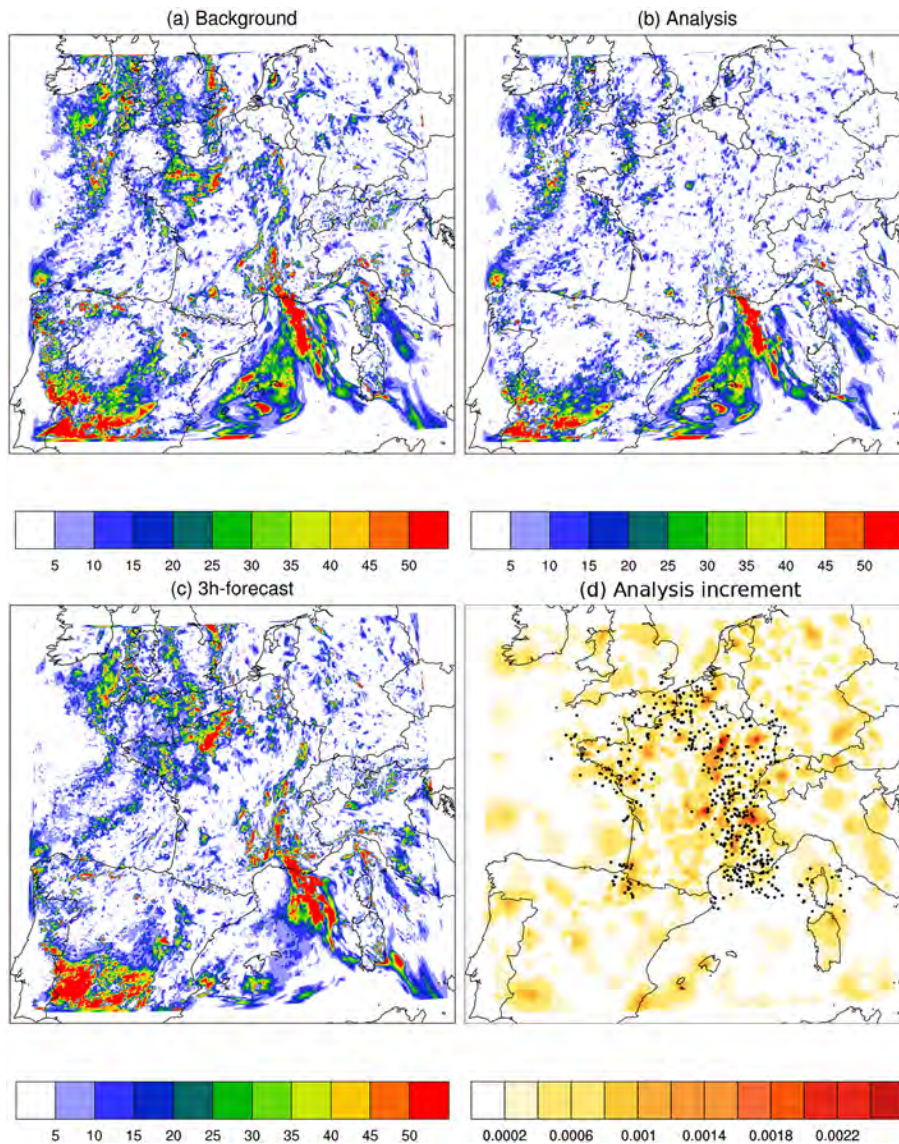 (a) Background
(b) Analysis
5 10 15 20 25 30 35 40 45 50
5 10 15 20 25 30 35 40 45 50
(c) 3h-forecast
(d) Analysis increment
5 10 15 20 25 30 35 40 45 50
0.0002 0.0006 0.001 0.0014 0.0018 0.0022